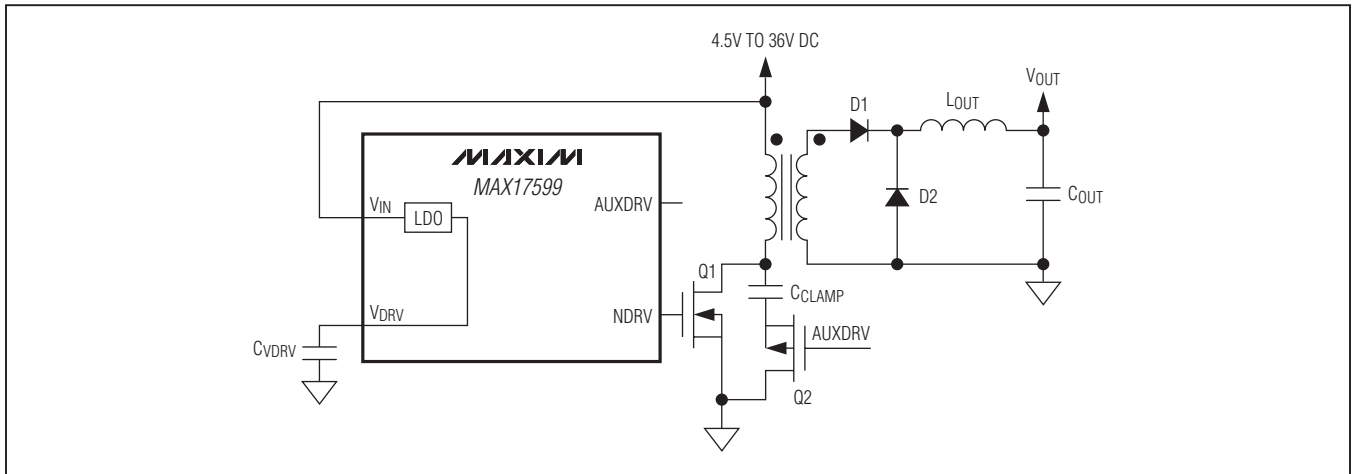 4.5V TO 36V DC
VOUT
LOUT
D1
MAXIM
MAX17599
VIN
LDO
AUXDRV
D2
COUT
Q1
CCLAMP
VDRV
NDRV
AUXDRV
CVDRV
Q2